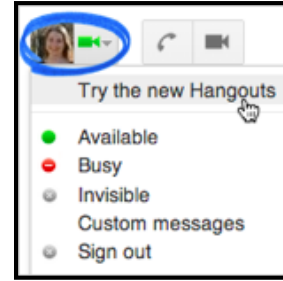 Try the new Hangouts
Available
Busy
Invisible
Custom messages
Sign out